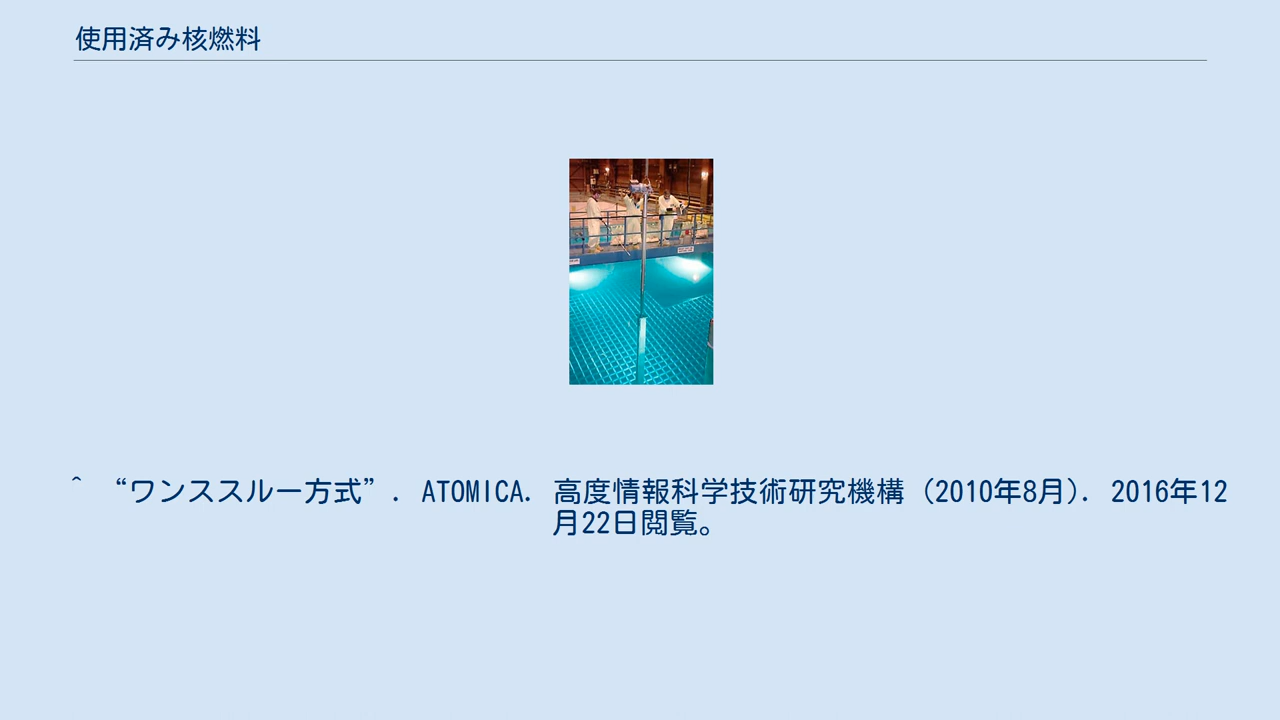 使用済み核燃料
^ “ワンススルー方式”. ATOMICA. 高度情報科学技術研究機構 (2010年8月). 2016年12
月22日閲覧。